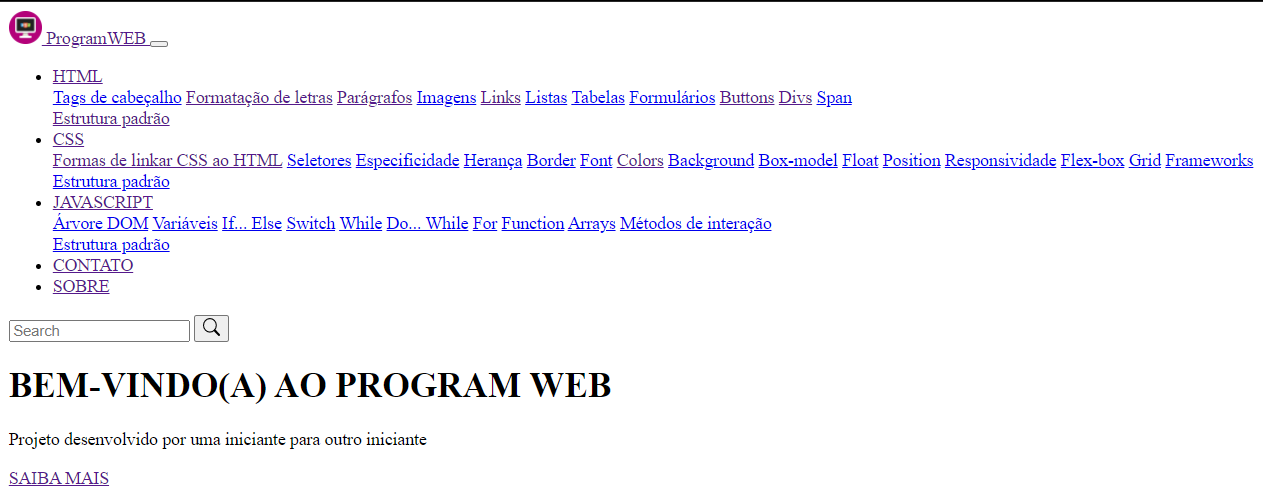 ProgramWEB
HTML
Tags de cabeçalho Formatação de letras Parágrafos Imagens Links Listas Tabelas Formulários Buttons Divs Span
Estrutura padrão
CSS
Formas de linkar CSS ao HTML Seletores Especificidade Herança Border Font Colors Background Box-model Float Position Responsividade Flex-box Grid Frameworks
Estrutura padrão
JAVASCRIPT
Árvore DOM Variáveis If... Else Switch While Do... While For Function Arrays Métodos de interação
Estrutura padrão
CONTATO
SOBRE
Search
BEM-VINDO(A) AO PROGRAM WEB
Projeto desenvolvido por uma iniciante para outro iniciante
SAIBA MAIS